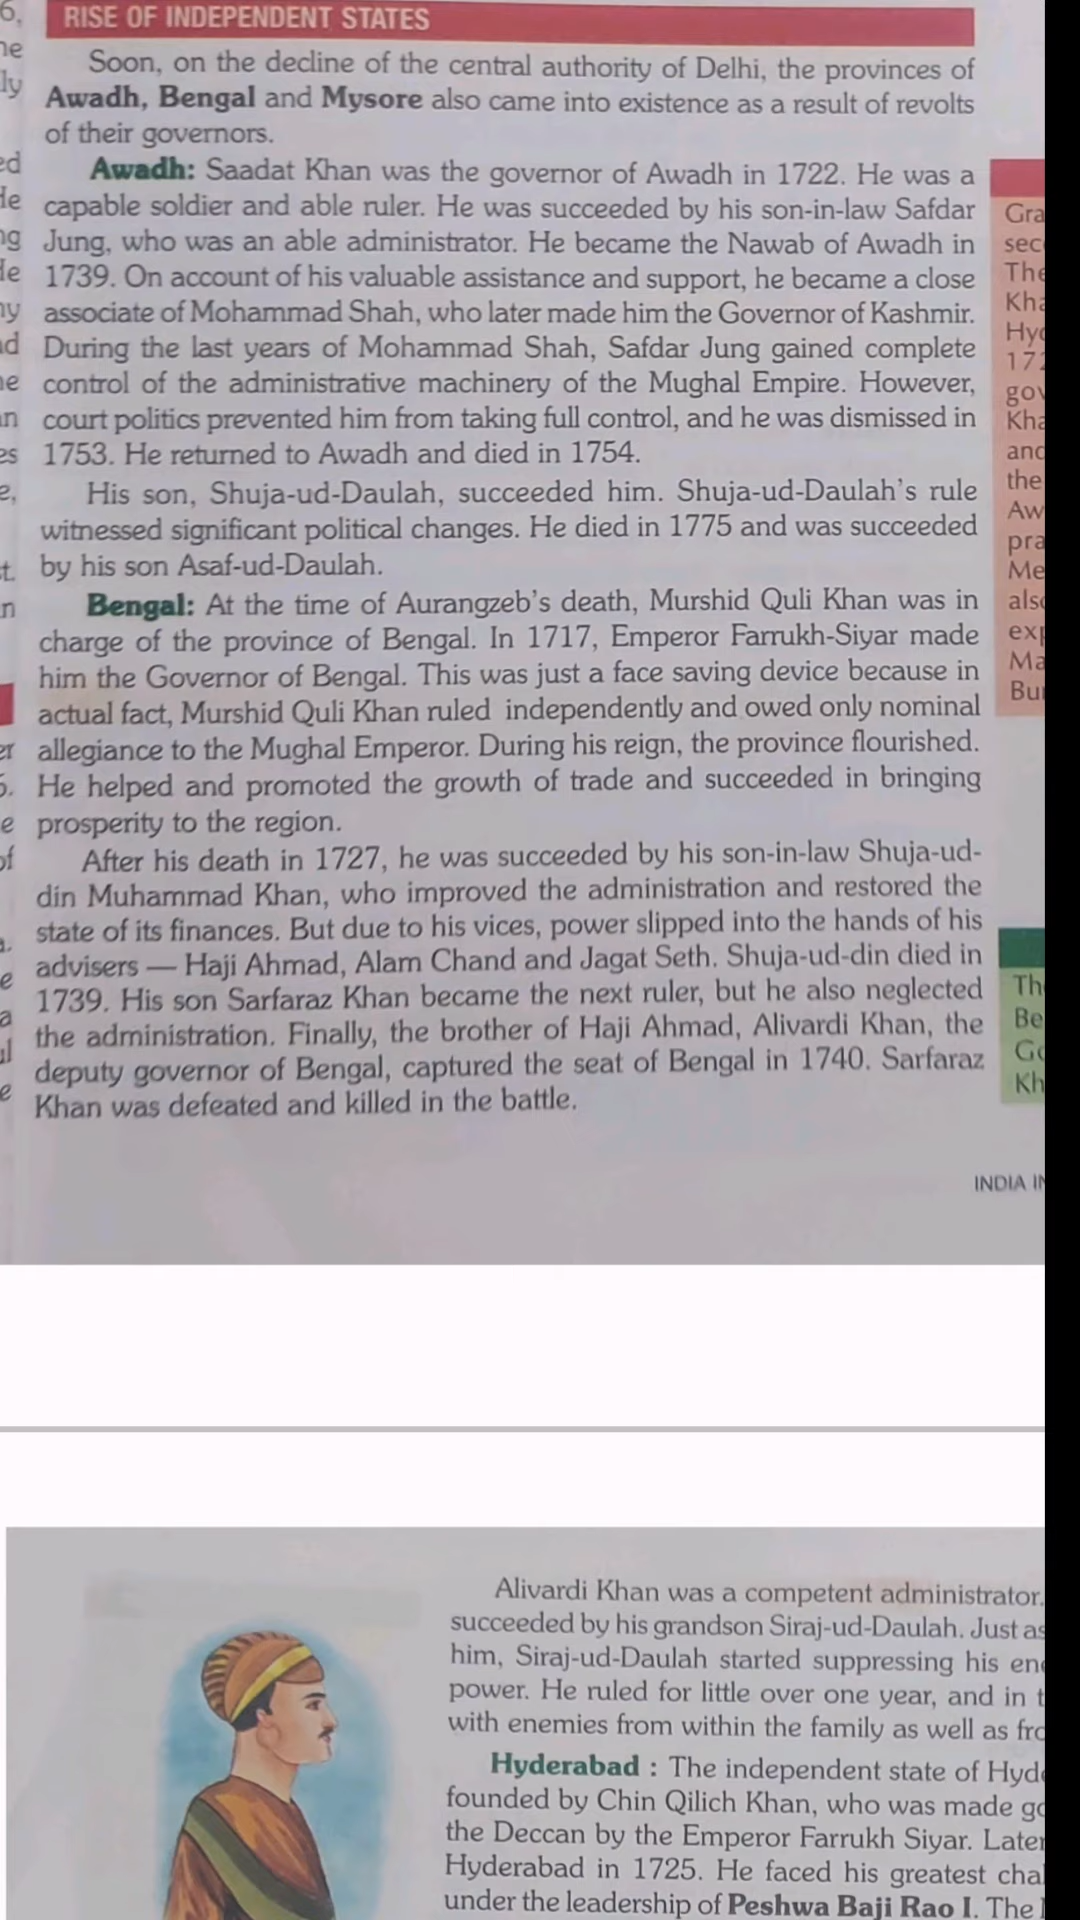 RISE OF INDEPENDENT STATES
Soon, on the decline of the central authority of Delhi, the provinces of
Awadh, Bengal and Mysore also came into existence as a result of revolts
of their governors.
Awadh: Saadat Khan was the governor of Awadh in 1722. He was a
capable soldier and able ruler. He was succeeded by his son-in-law Safdar
Jung, who was an able administrator. He became the Nawab of Awadh in
1739. On account of his valuable assistance and support, he became a close
associate of Mohammad Shah, who later made him the Governor of Kashmir.
During the last years of Mohammad Shah, Safdar Jung gained complete
control of the administrative machinery of the Mughal Empire. However,
court politics prevented him from taking full control, and he was dismissed in
1753. He returned to Awadh and died in 1754.
His son, Shuja-ud-Daulah, succeeded him. Shuja-ud-Daulah's rule
witnessed significant political changes. He died in 1775 and was succeeded
by his son Asaf-ud-Daulah.
Bengal: At the time of Aurangzeb's death, Murshid Quli Khan was in
charge of the province of Bengal. In 1717, Emperor Farrukh-Siyar made
him the Governor of Bengal. This was just a face saving device because in
actual fact, Murshid Quli Khan ruled independently and owed only nominal
allegiance to the Mughal Emperor. During his reign, the province flourished.
He helped and promoted the growth of trade and succeeded in bringing
prosperity to the region.
After his death in 1727, he was succeeded by his son-in-law Shuja-ud-
din Muhammad Khan, who improved the administration and restored the
state of its finances. But due to his vices, power slipped into the hands of his
advisers — Haji Ahmad, Alam Chand and Jagat Seth. Shuja-ud-din died in
1739. His son Sarfaraz Khan became the next ruler, but he also neglected
the administration. Finally, the brother of Haji Ahmad, Alivardi Khan, the
deputy governor of Bengal, captured the seat of Bengal in 1740. Sarfaraz
Khan was defeated and killed in the battle.
INDIA
Alivardi Khan was a competent administrator.
succeeded by his grandson Siraj-ud-Daulah. Just as
him, Siraj-ud-Daulah started suppressing his
power. He ruled for little over one year, and in
with enemies from within the family as well as
Hyderabad : The independent state of
founded by Chin Qilich Khan, who was made
the Deccan by the Emperor Farrukh Siyar. Later
Hyderabad in 1725. He faced his greatest
under the leadership of Peshwa Baji Rao I. The